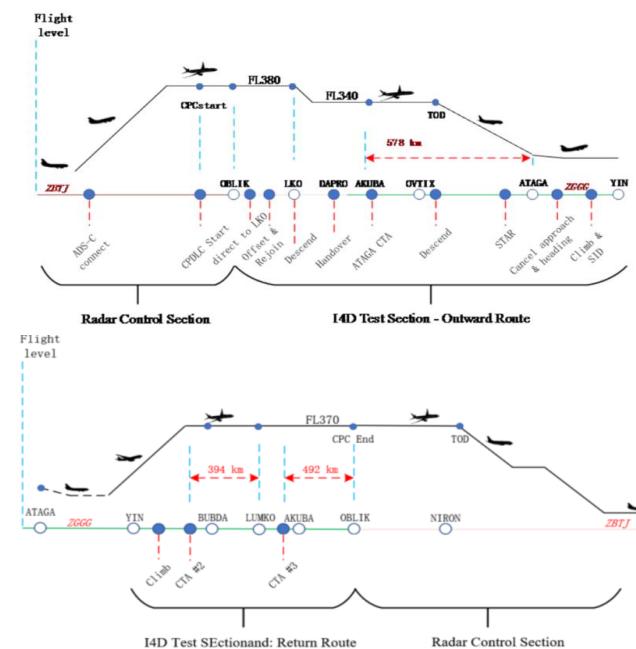 Flight
level
FL380
CPCstart
FL340
TOD
578 km
ZBTJ
OBLIK
LKO
DAPRO
AKUBA
OVTIX
ATAGA
ZGGG
YIN
ADS-C
connect
CPDLC Start
direct to LKO
Offset &
Rejoin
Descend
Handover
ATAGA CTA
Descend
STAR
Cancel approach
& heading
Climb &
SID
Radar Control Section
I4D Test Section - Outward Route
Flight
level
FL370
CPC End
TOD
394 km
492 km
ATAGA
ZGGG
YIN
BUBDA
LUMKO
AKUBA
OBLIK
NIRON
ZBTJ
Climb
CTA #2
CTA #3
I4D Test SEctionand: Return Route
Radar Control Section